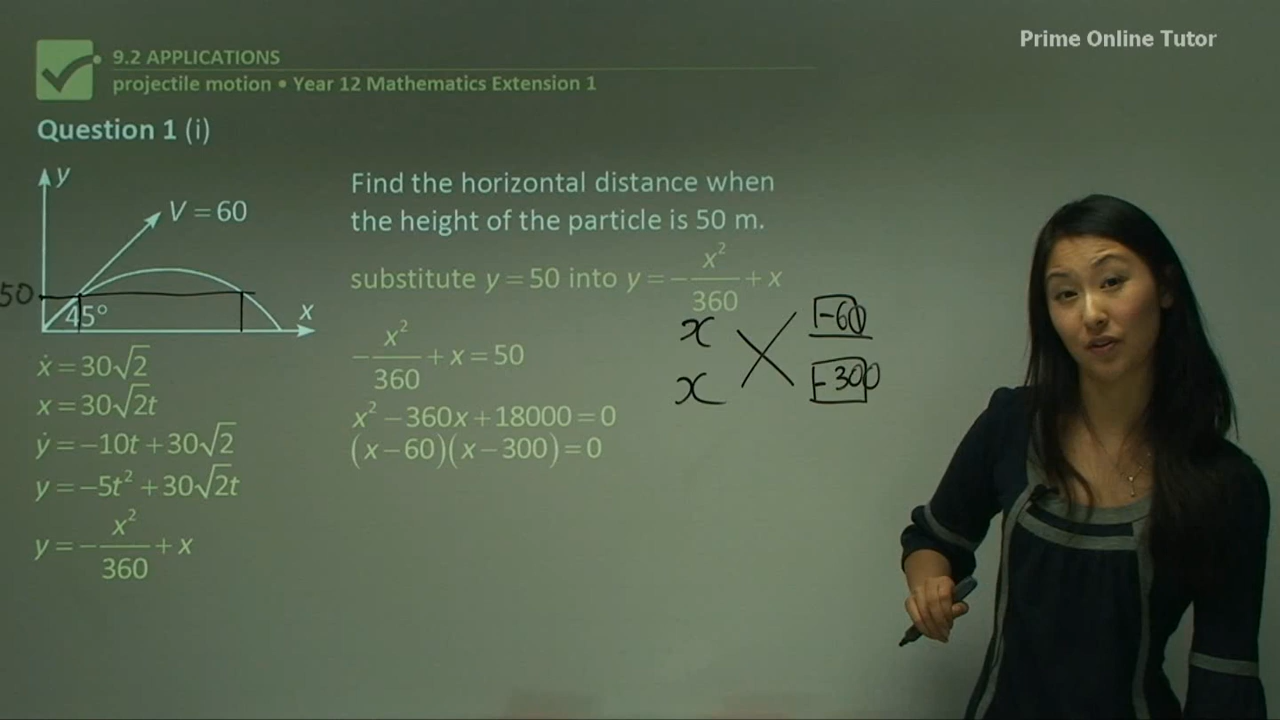 Prime Online Tutor
9.2 APPLICATIONS
projectile motion • Year 12 Mathematics Extension 1
Question 1 (i)
y
V = 60
50
45°
x
ẋ = 30√2
x = 30√2t
ẏ = −10t + 30√2
y = −5t² + 30√2t
y = −x²/360 + x
Find the horizontal distance when
the height of the particle is 50 m.
substitute y = 50 into y = −x²/360 + x
−x²/360 + x = 50
x² − 360x + 18000 = 0
(x − 60)(x − 300) = 0
x −60
x −300